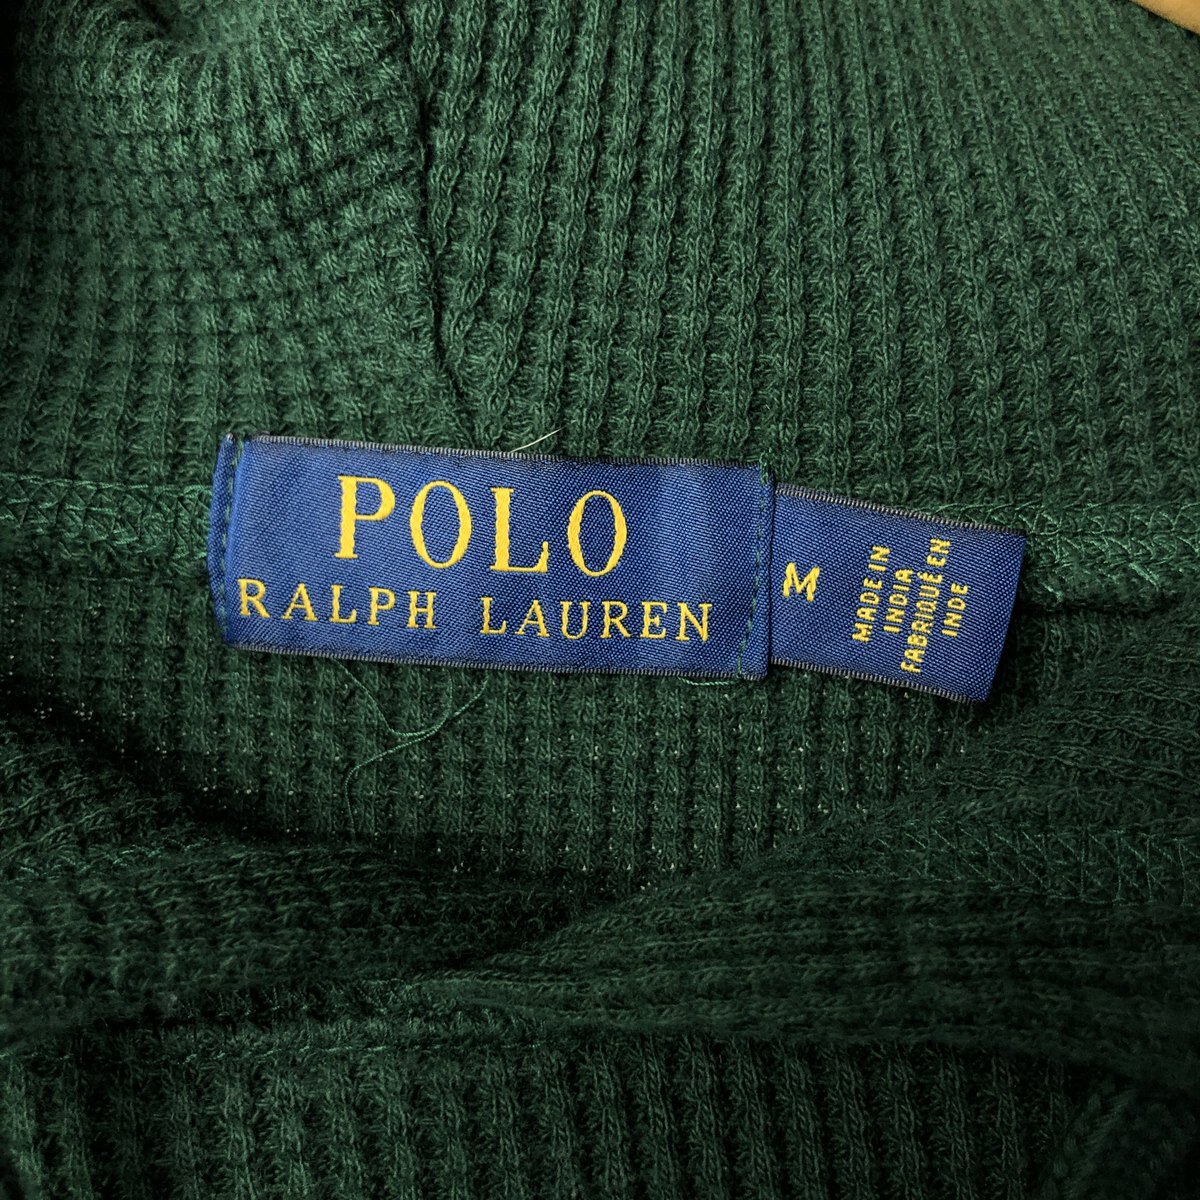 POLO
RALPH LAUREN
M
MADE IN
INDIA
FABRIQUÉ EN
INDE